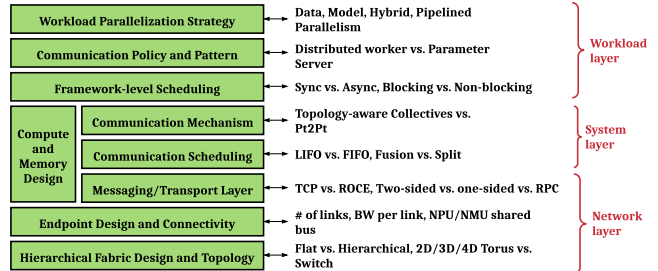 Workload Parallelization Strategy
Data, Model, Hybrid, Pipelined
Parallelism
Communication Policy and Pattern
Distributed worker vs. Parameter
Server
Framework-level Scheduling
Sync vs. Async, Blocking vs. Non-blocking
Workload
layer
Compute
and
Memory
Design
Communication Mechanism
Topology-aware Collectives vs.
Pt2Pt
Communication Scheduling
LIFO vs. FIFO, Fusion vs. Split
System
layer
Messaging/Transport Layer
TCP vs. ROCE, Two-sided vs. one-sided vs. RPC
Endpoint Design and Connectivity
# of links, BW per link, NPU/NMU shared
bus
Hierarchical Fabric Design and Topology
Flat vs. Hierarchical, 2D/3D/4D Torus vs.
Switch
Network
layer